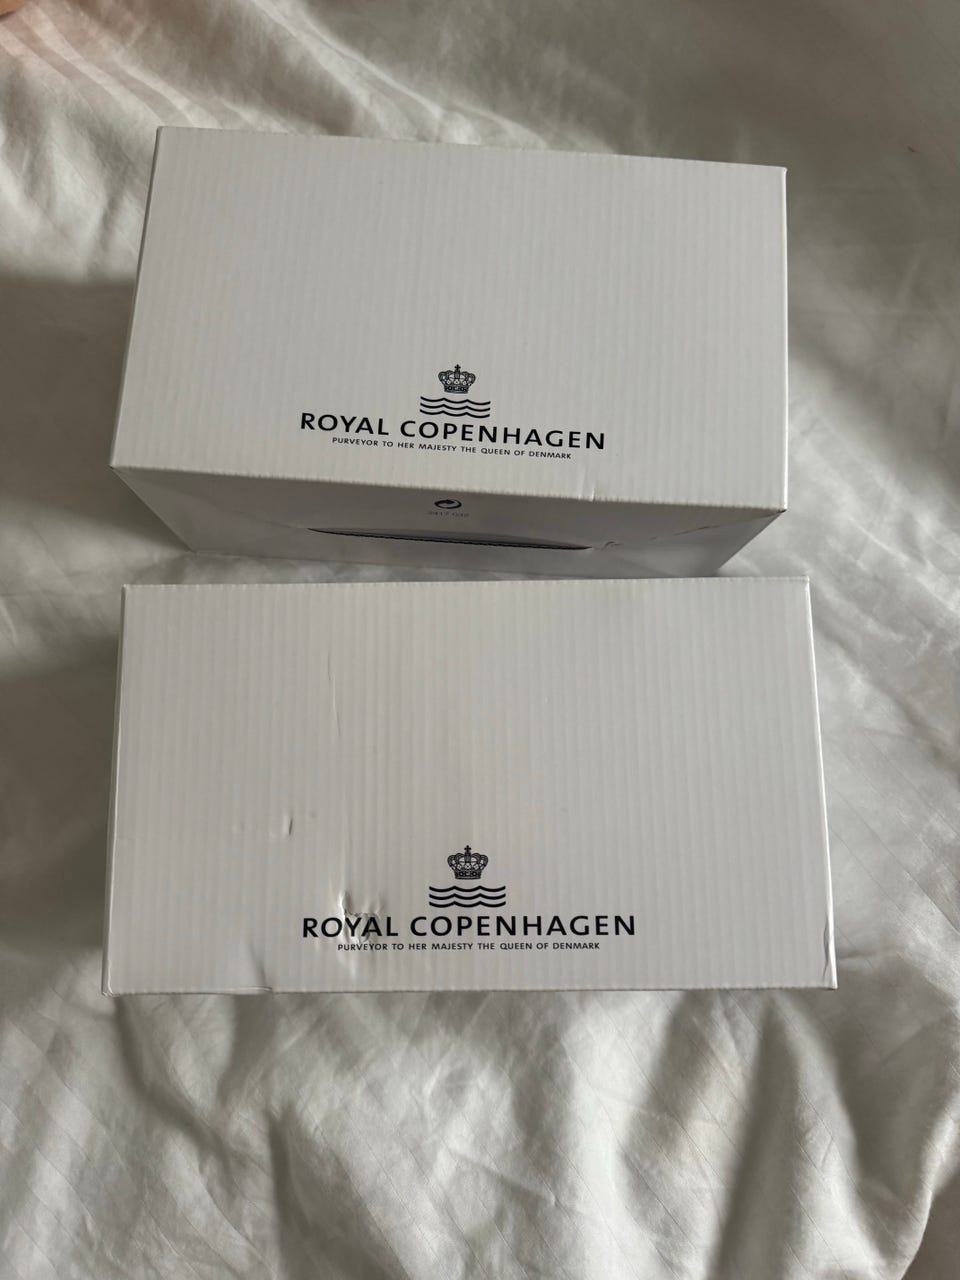 ROYAL COPENHAGEN
PURVEYOR TO HER MAJESTY THE QUEEN OF DENMARK
ROYAL COPENHAGEN
PURVEYOR TO HER MAJESTY THE QUEEN OF DENMARK